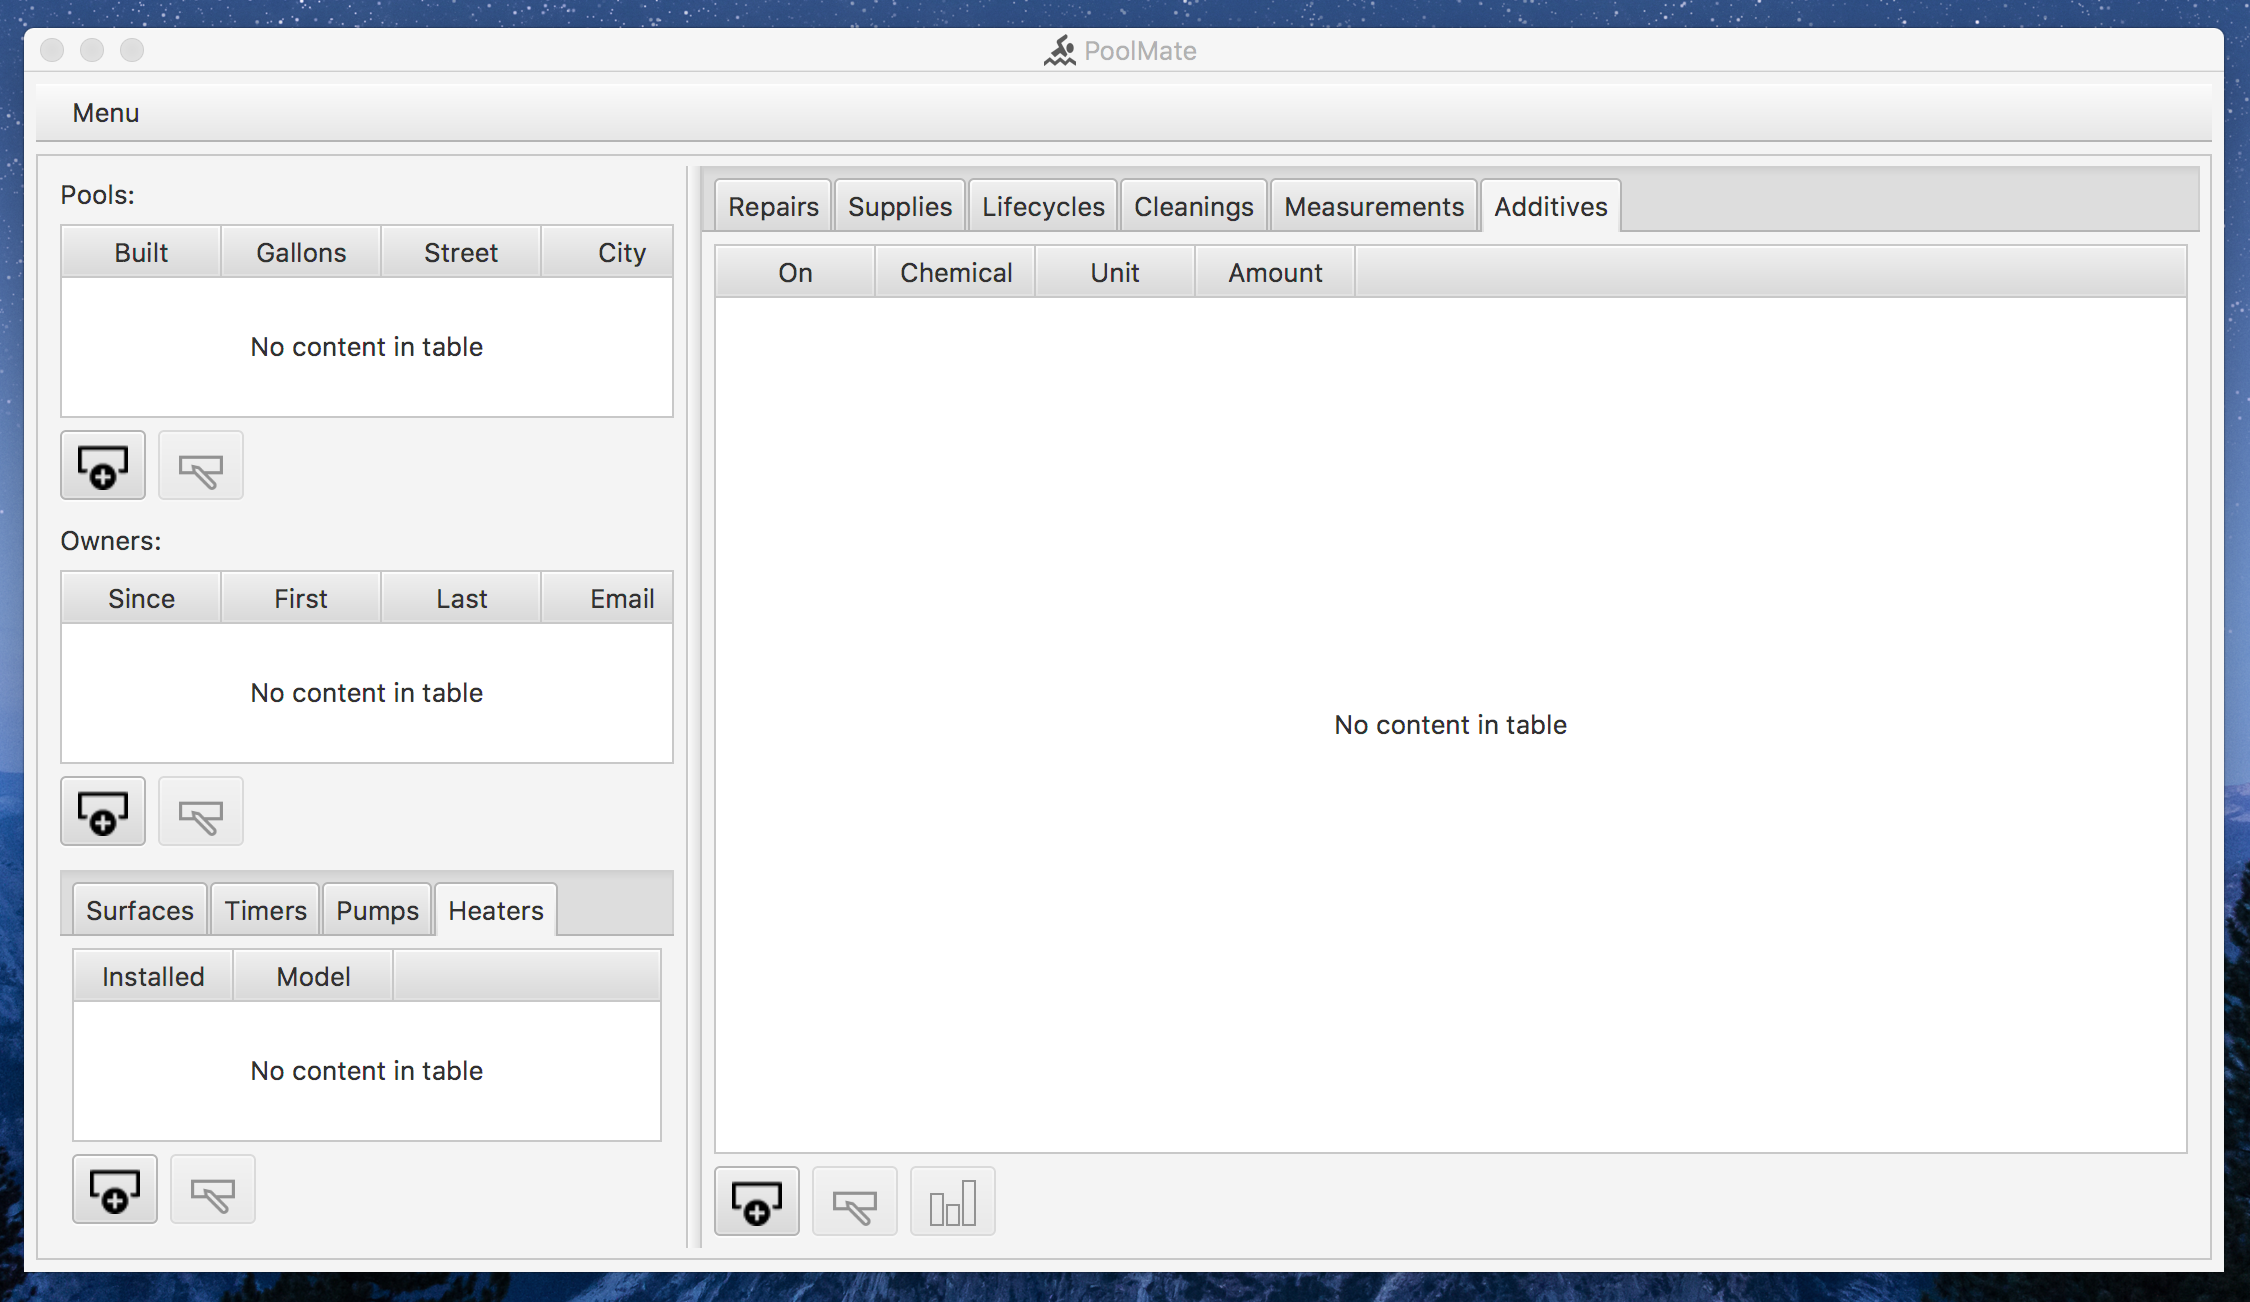 PoolMate
Menu
Pools:
Built Gallons Street City
No content in table
Owners:
Since First Last Email
No content in table
Surfaces Timers Pumps Heaters
Installed Model
No content in table
Repairs Supplies Lifecycles Cleanings Measurements Additives
On Chemical Unit Amount
No content in table